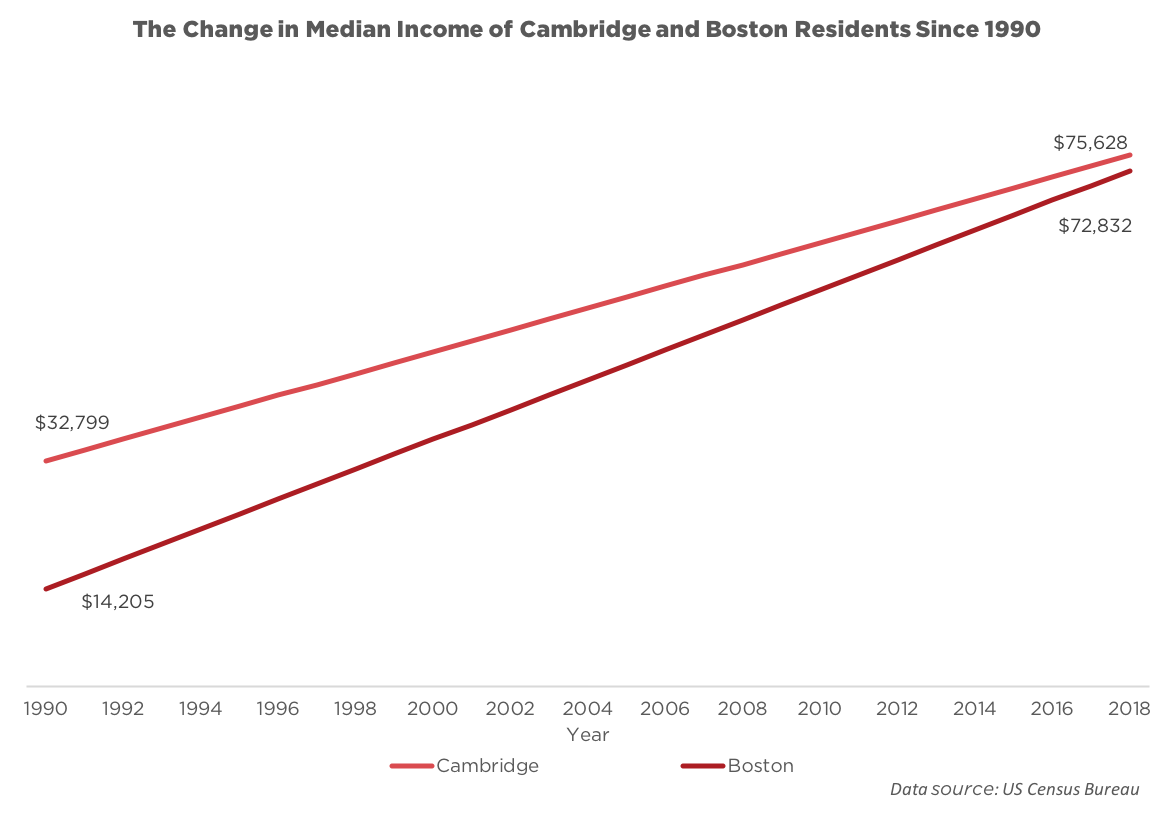 The Change in Median Income of Cambridge and Boston Residents Since 1990
$75,628
$72,832
$32,799
$14,205
1990 1992 1994 1996 1998 2000 2002 2004 2006 2008 2010 2012 2014 2016 2018
Year
Cambridge Boston
Data source: US Census Bureau